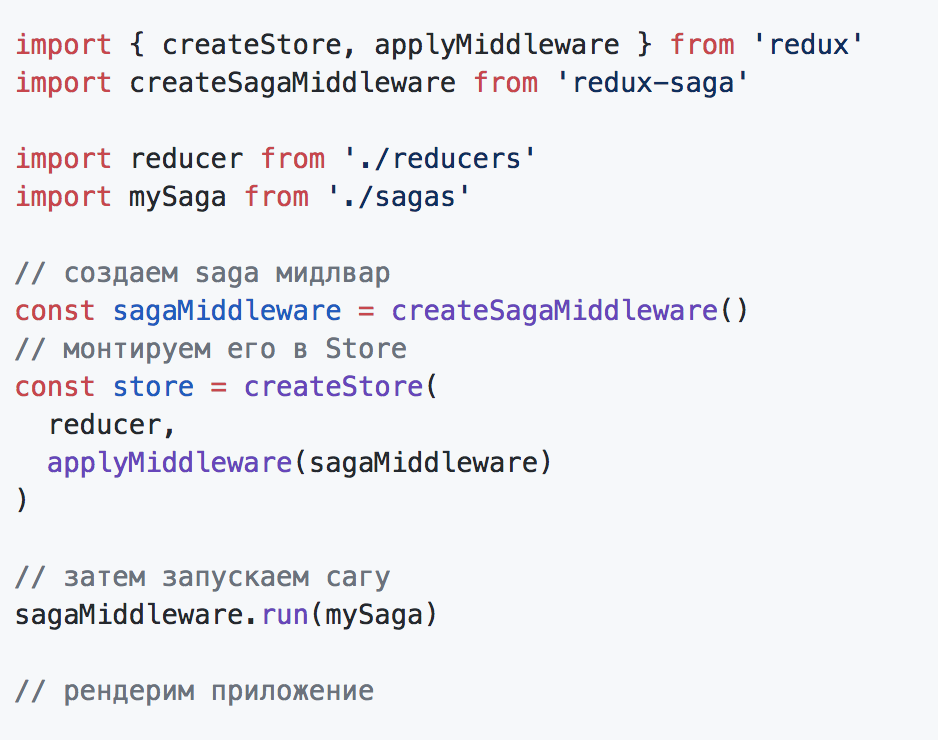 import { createStore, applyMiddleware } from 'redux'
import createSagaMiddleware from 'redux-saga'
import reducer from './reducers'
import mySaga from './sagas'
// создаем saga мидлвар
const sagaMiddleware = createSagaMiddleware()
// монтируем его в Store
const store = createStore(
  reducer,
  applyMiddleware(sagaMiddleware)
)
// затем запускаем сагу
sagaMiddleware.run(mySaga)
// рендерим приложение